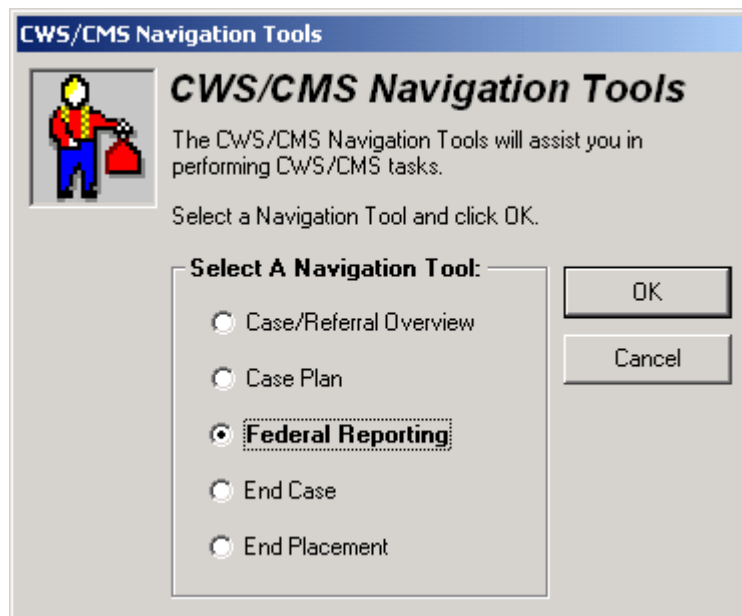 CWS/CMS Navigation Tools
CWS/CMS Navigation Tools
The CWS/CMS Navigation Tools will assist you in
performing CWS/CMS tasks.
Select a Navigation Tool and click OK.
Select A Navigation Tool:
Case/Referral Overview
Case Plan
Federal Reporting
End Case
End Placement
OK
Cancel